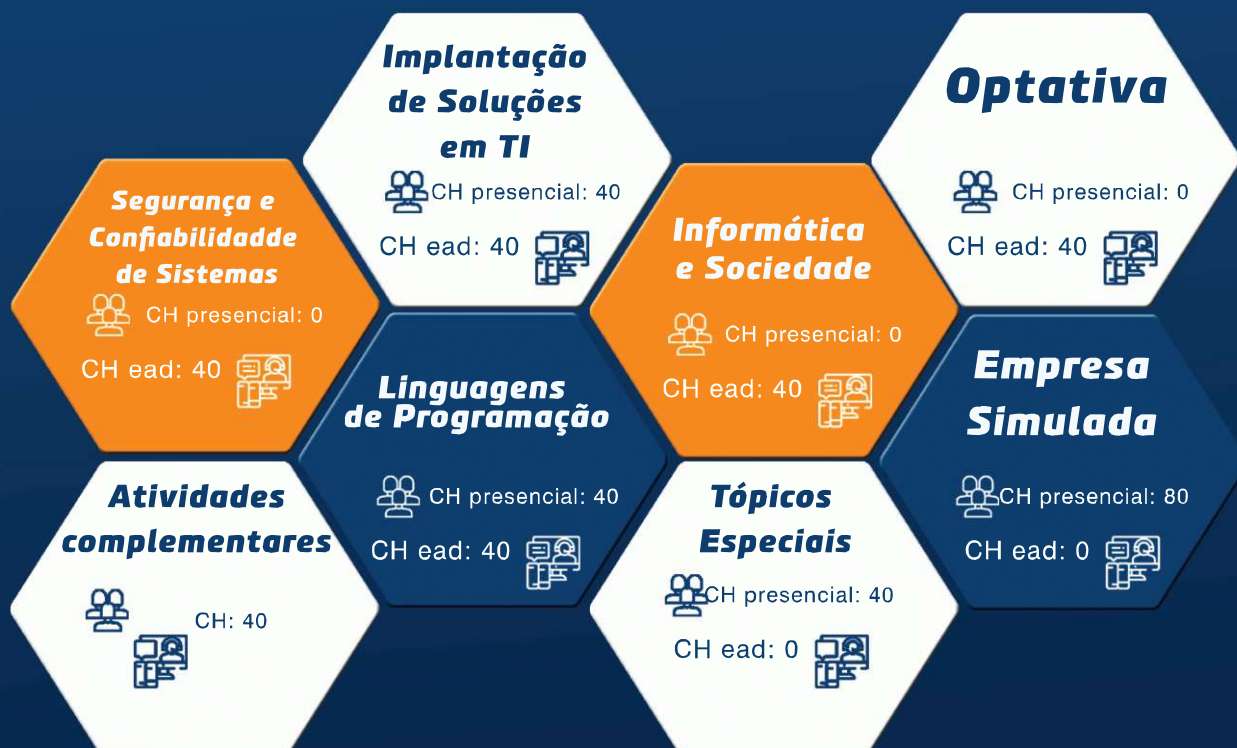 Implantação
de Soluções
em TI
CH presencial: 40
CH ead: 40
Optativa
CH presencial: 0
CH ead: 40
Segurança e
Confiabilidadde
de Sistemas
CH presencial: 0
CH ead: 40
Informática
e Sociedade
CH presencial: 0
CH ead: 40
Linguagens
de Programação
CH presencial: 40
CH ead: 40
Empresa
Simulada
CH presencial: 80
CH ead: 0
Atividades
complementares
CH: 40
Tópicos
Especiais
CH presencial: 40
CH ead: 0